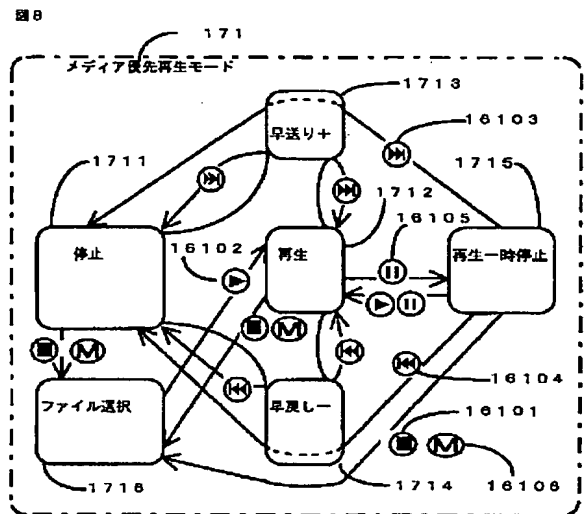 図8
171
メディア優先再生モード
1713
早送り＋
16103
1711
1715
1712
16105
16102
停止
再生
再生一時停止
M
M
16104
ファイル選択
早戻しー
16101
M
1716
1714
16106